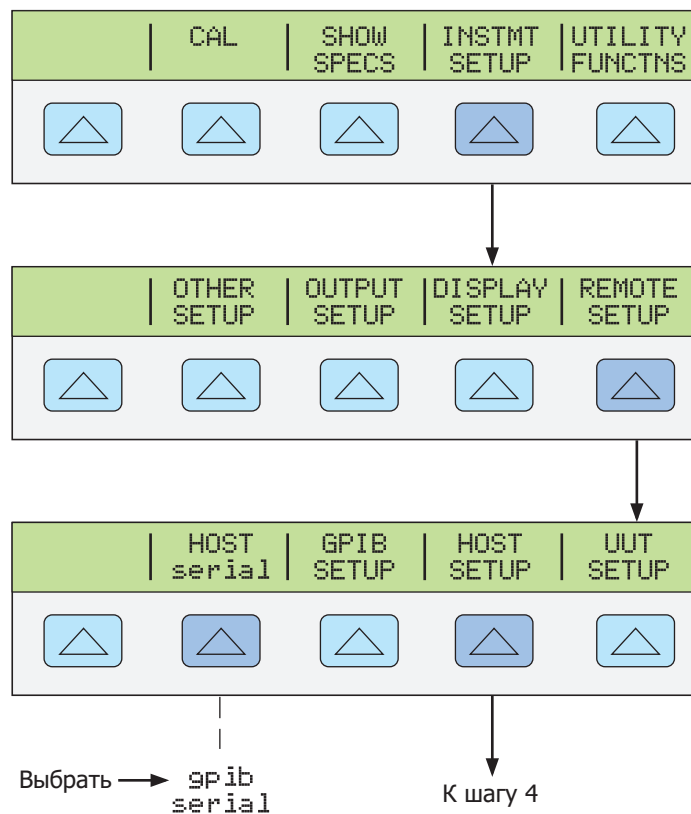 CAL
SHOW
SPECS
INSTMT
SETUP
UTILITY
FUNCTNS
OTHER
SETUP
OUTPUT
SETUP
DISPLAY
SETUP
REMOTE
SETUP
HOST
serial
GPIB
SETUP
HOST
SETUP
UUT
SETUP
Выбрать
gpib
serial
К шагу 4